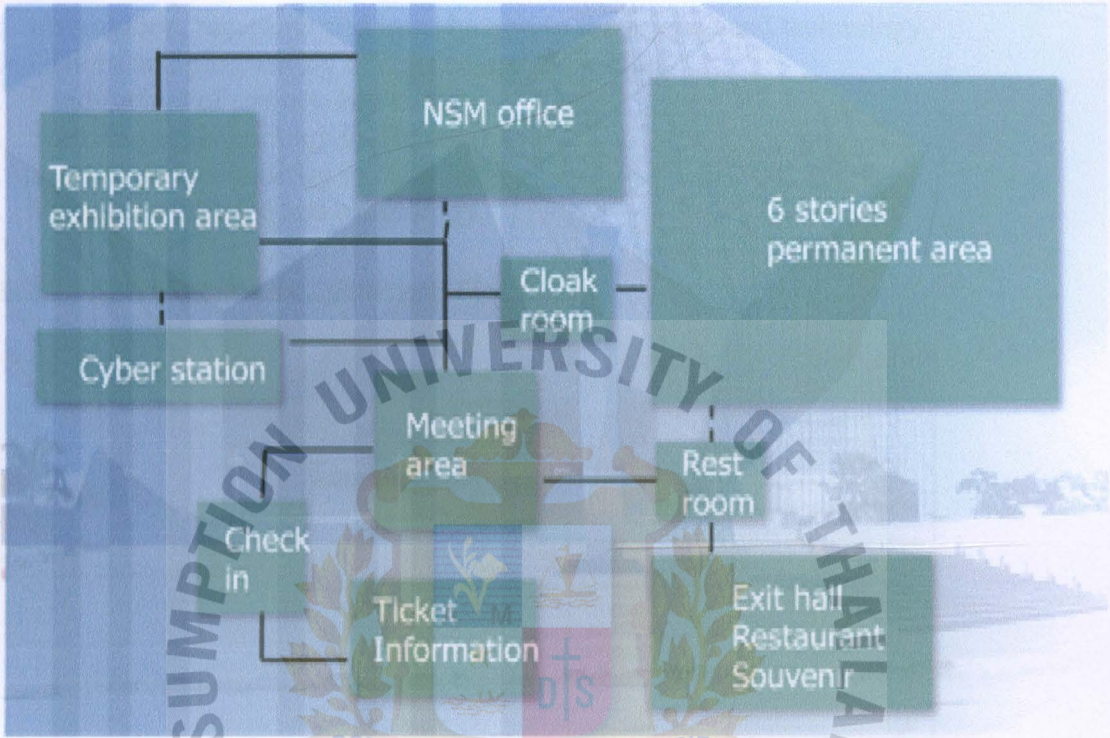 NSM office
Temporary
exhibition area
6 stories
permanent area
Cloak
room
Cyber station
Meeting
area
Rest
room
Check
in
Ticket
Information
Exit hall
Restaurant
Souvenir
SUMPTION UNIVERSITY OF THAILA
M
D S